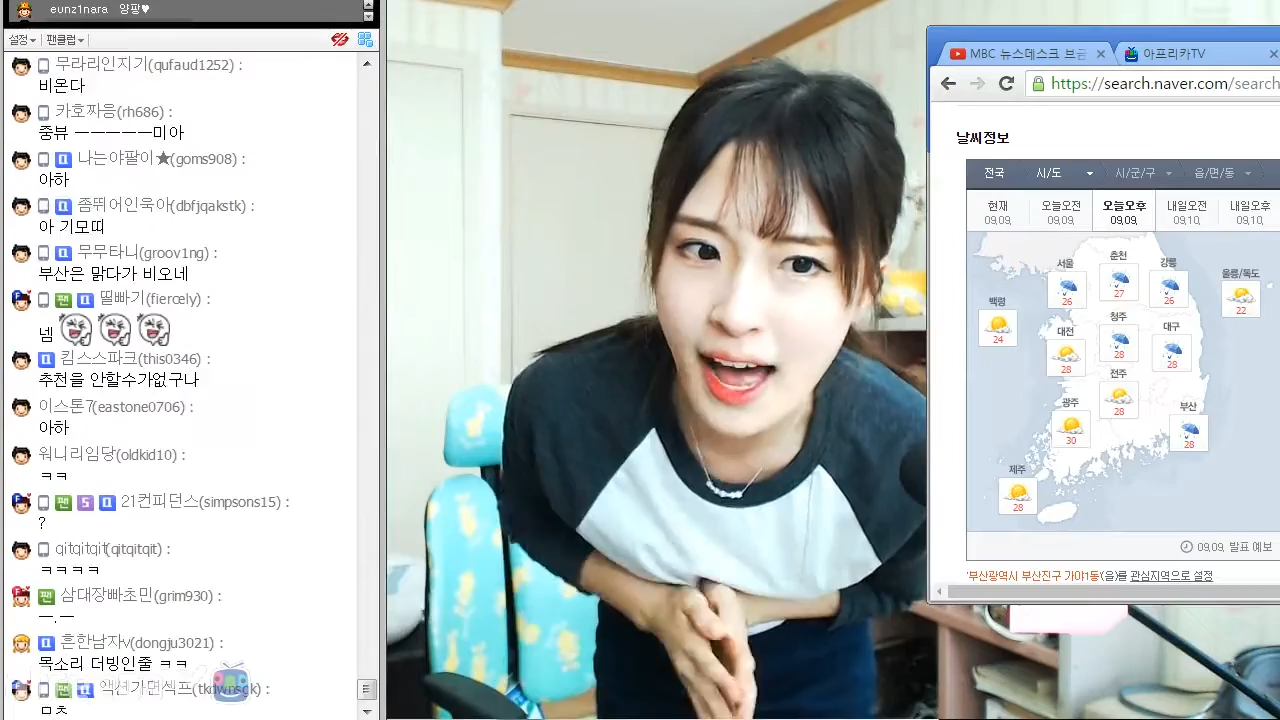 eunz1nara 양팡♥
설정 팬클럽
무라리인지기(qufaud1252) :
비온다
카호짜응(rh686) :
중뷰 ㅡㅡㅡㅡㅡ미아
나는야팔이★(goms908) :
아하
좀뛰어인욱아(dbfjqakstk) :
아 기모띠
무무타니(groov1ng) :
부산은 맑다가 비오네
띨빠기(fiercely) :
넴
킴스스파크(this0346) :
추천을 안할수가없구나
이스톤7(eastone0706) :
아하
워니리임당(oldkid10) :
ㅋㅋ
21컨피던스(simpsons15) :
?
qitqitqit(qitqitqit) :
ㅋㅋㅋㅋ
삼대장빠초민(grim930) :
ㅡ.ㅡ
흔한남자v(dongju3021) :
목소리 더빙인줄 ㅋㅋ
ㅁㅊ
MBC 뉴스데스크 브금
아프리카TV
https://search.naver.com/search
날씨정보
전국 시/도 시/군/구 읍/면/동
현재 오늘오전 오늘오후 내일오전 내일오후
09.09. 09.09. 09.09. 09.10. 09.10.
춘천
27
서울
26
강릉
26
울릉/독도
22
백령
24
청주
28
대전
28
대구
전주
28
광주
30
부산
28
제주
28
09.09. 발표 예보
'부산광역시 부산진구 가야1동'(을)를 관심지역으로 설정